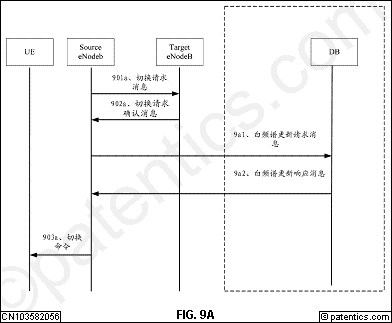 UE
Source
eNodeb
Target
eNodeB
DB
901a、切换请求
消息
902a、切换请求
确认消息
9a1、白频谱更新请求消
息
9a2、白频谱更新响应消息
903a、切换
命令
©patentics.com
CN103582056
FIG. 9A
@ patentics.com